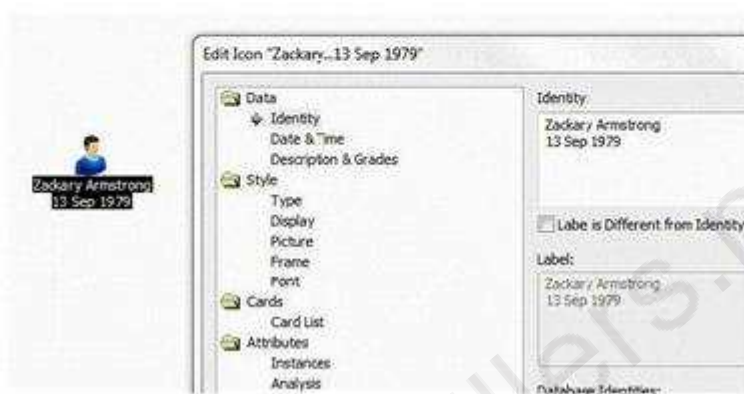 Edit Icon "Zackary...13 Sep 1979"
Zackary Armstrong
13 Sep 1979
Data
Identity
Date & Time
Description & Grades
Style
Type
Display
Picture
Frame
Font
Cards
Card List
Attributes
Instances
Analysis
Identity
Zackary Armstrong
13 Sep 1979
Labe is Different from Identity
Label:
Zackary Armstrong
13 Sep 1979
Database Identities: